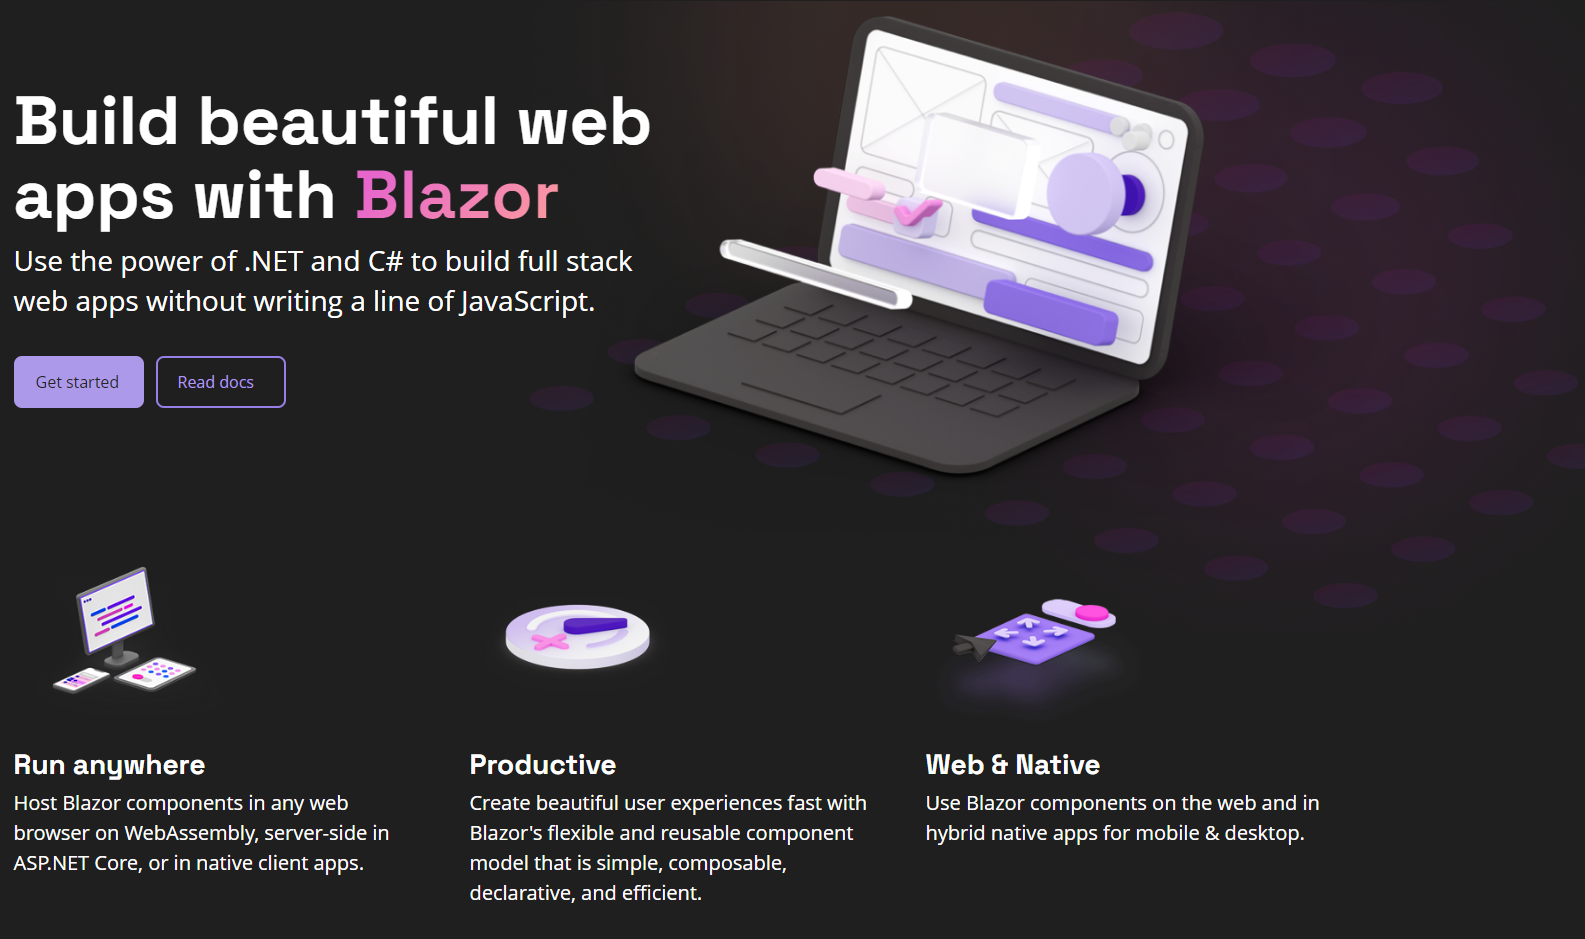 Build beautiful web
apps with Blazor
Use the power of .NET and C# to build full stack
web apps without writing a line of JavaScript.
Get started
Read docs
Run anywhere
Host Blazor components in any web
browser on WebAssembly, server-side in
ASP.NET Core, or in native client apps.
Productive
Create beautiful user experiences fast with
Blazor's flexible and reusable component
model that is simple, composable,
declarative, and efficient.
Web & Native
Use Blazor components on the web and in
hybrid native apps for mobile & desktop.